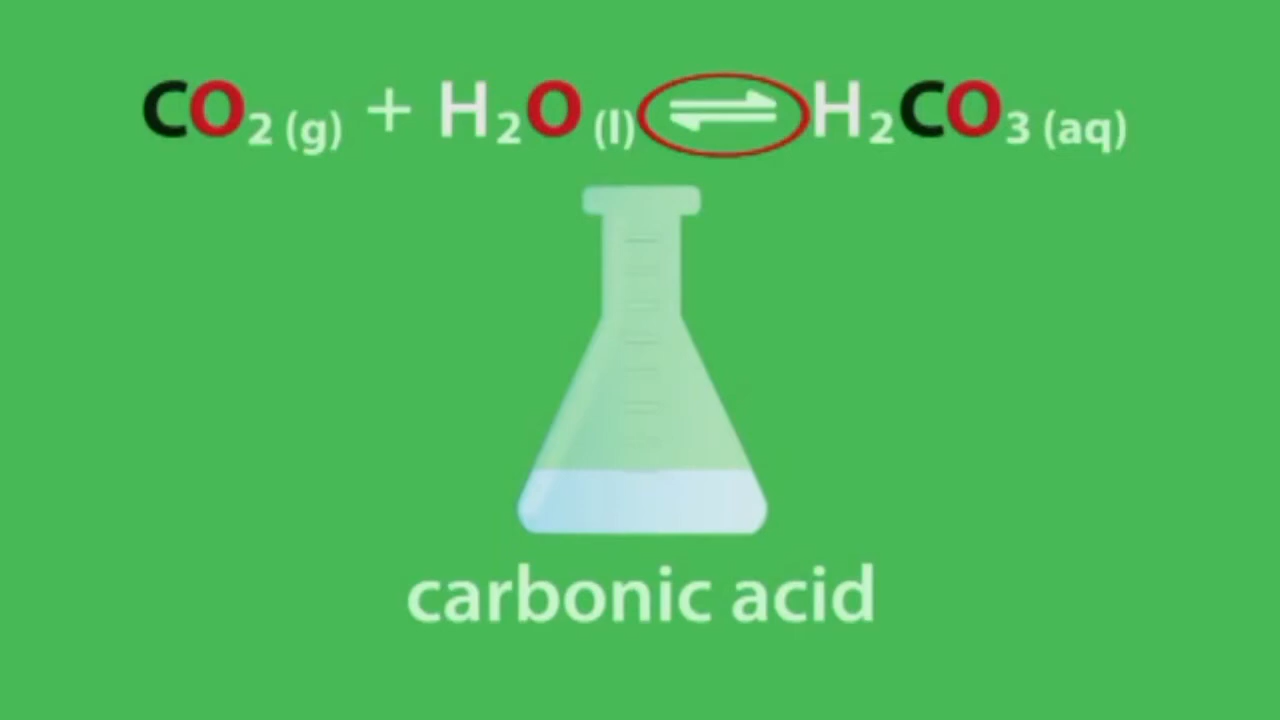 CO₂ (g) + H₂O (l) ⇌ H₂CO₃ (aq)
carbonic acid